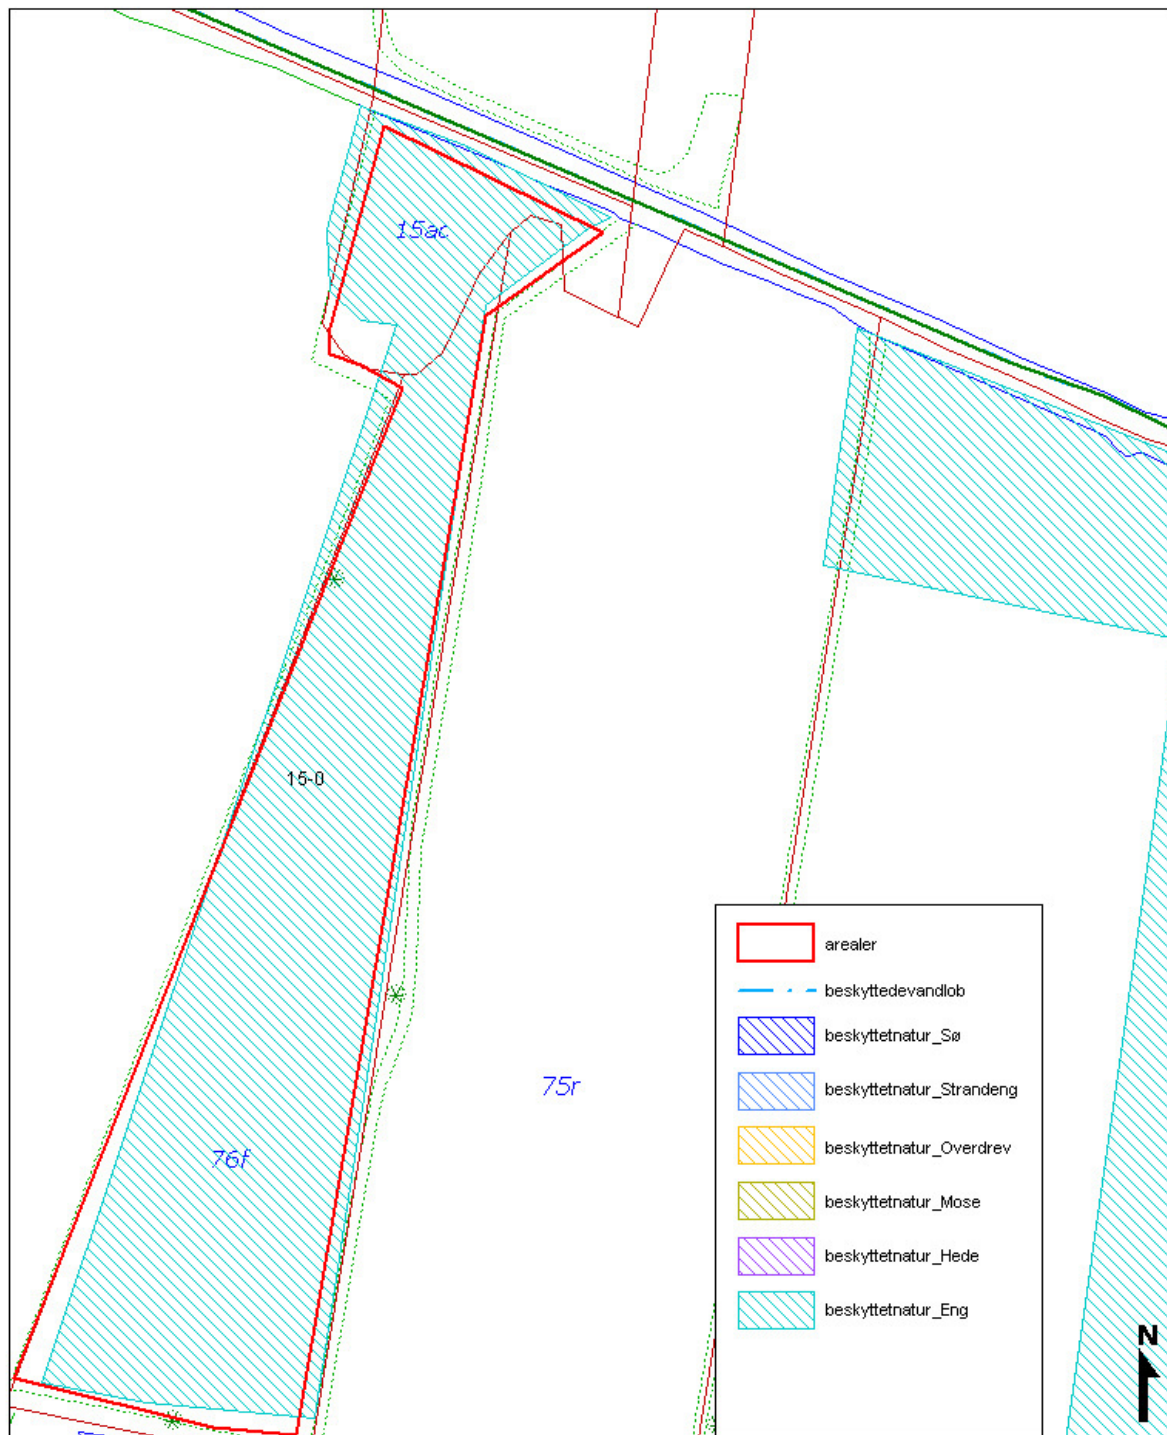 15ac
15-0
75r
76f
arealer
beskyttedevandlob
beskyttetnatur_Sø
beskyttetnatur_Strandeng
beskyttetnatur_Overdrev
beskyttetnatur_Mose
beskyttetnatur_Hede
beskyttetnatur_Eng
N